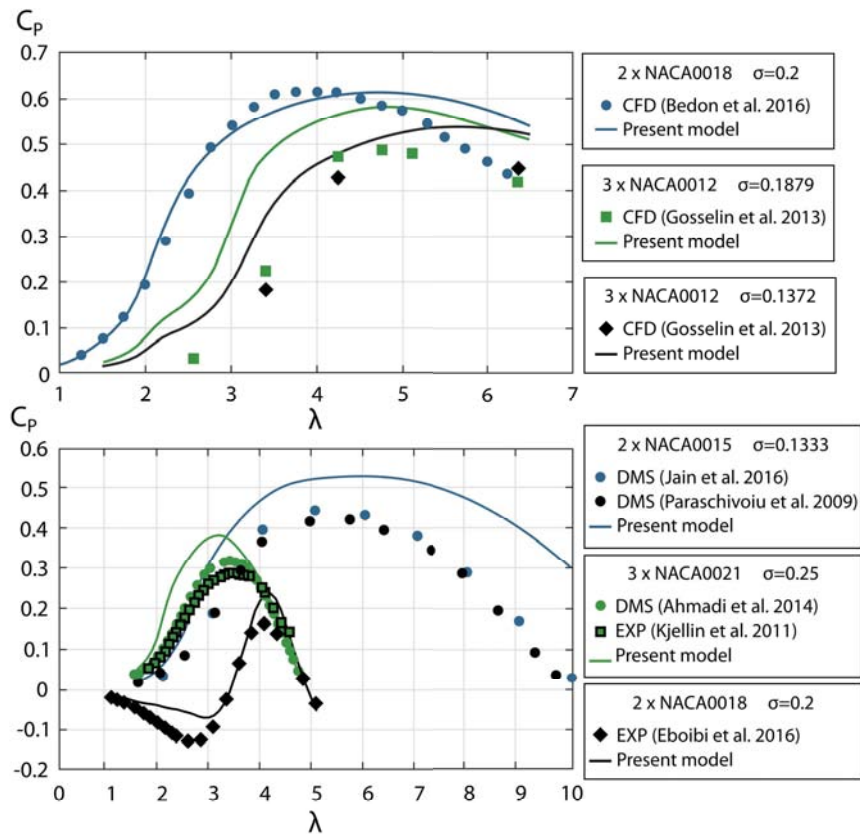 C_P
0.7
0.6
0.5
0.4
0.3
0.2
0.1
0
1 2 3 4 5 6 7
λ
2 x NACA0018 σ=0.2
CFD (Bedon et al. 2016)
Present model
3 x NACA0012 σ=0.1879
CFD (Gosselin et al. 2013)
Present model
3 x NACA0012 σ=0.1372
CFD (Gosselin et al. 2013)
Present model
C_P
0.6
0.5
0.4
0.3
0.2
0.1
0
-0.1
-0.2
0 1 2 3 4 5 6 7 8 9 10
λ
2 x NACA0015 σ=0.1333
DMS (Jain et al. 2016)
DMS (Paraschivoiu et al. 2009)
Present model
3 x NACA0021 σ=0.25
DMS (Ahmadi et al. 2014)
EXP (Kjellin et al. 2011)
Present model
2 x NACA0018 σ=0.2
EXP (Eboibi et al. 2016)
Present model